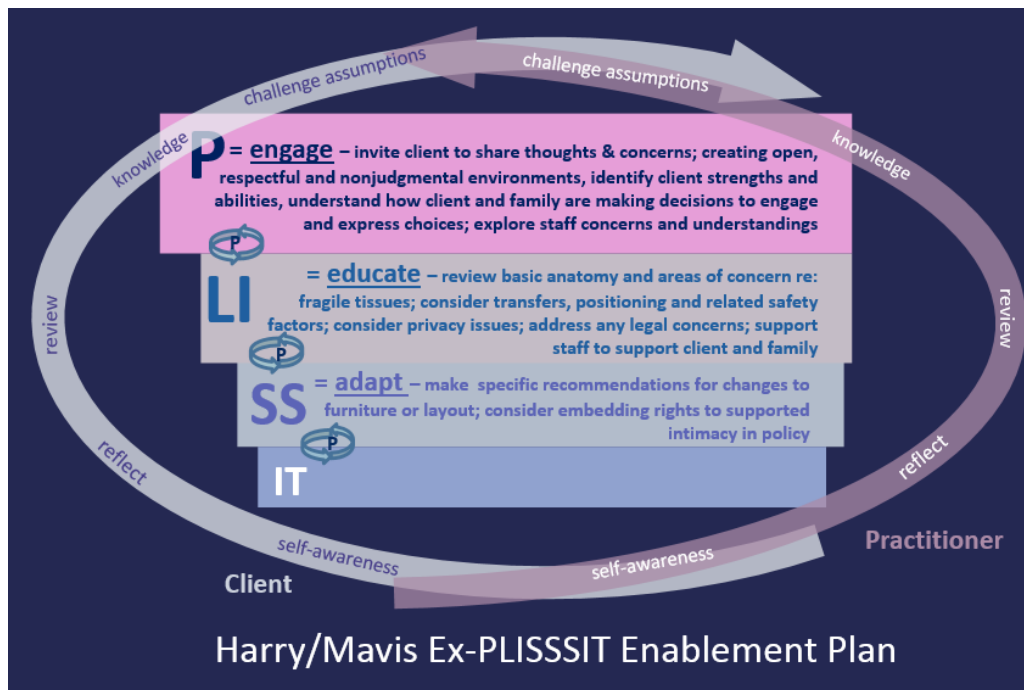 challenge assumptions
challenge assumptions
knowledge
knowledge
P = engage – invite client to share thoughts & concerns; creating open,
respectful and nonjudgmental environments, identify client strengths and
abilities, understand how client and family are making decisions to engage
and express choices; explore staff concerns and understandings
P
LI = educate – review basic anatomy and areas of concern re:
fragile tissues; consider transfers, positioning and related safety
factors; consider privacy issues; address any legal concerns; support
staff to support client and family
review
review
P
SS = adapt – make specific recommendations for changes to
furniture or layout; consider embedding rights to supported
intimacy in policy
P
IT
reflect
reflect
self-awareness
self-awareness
Practitioner
Client
Harry/Mavis Ex-PLISSSIT Enablement Plan